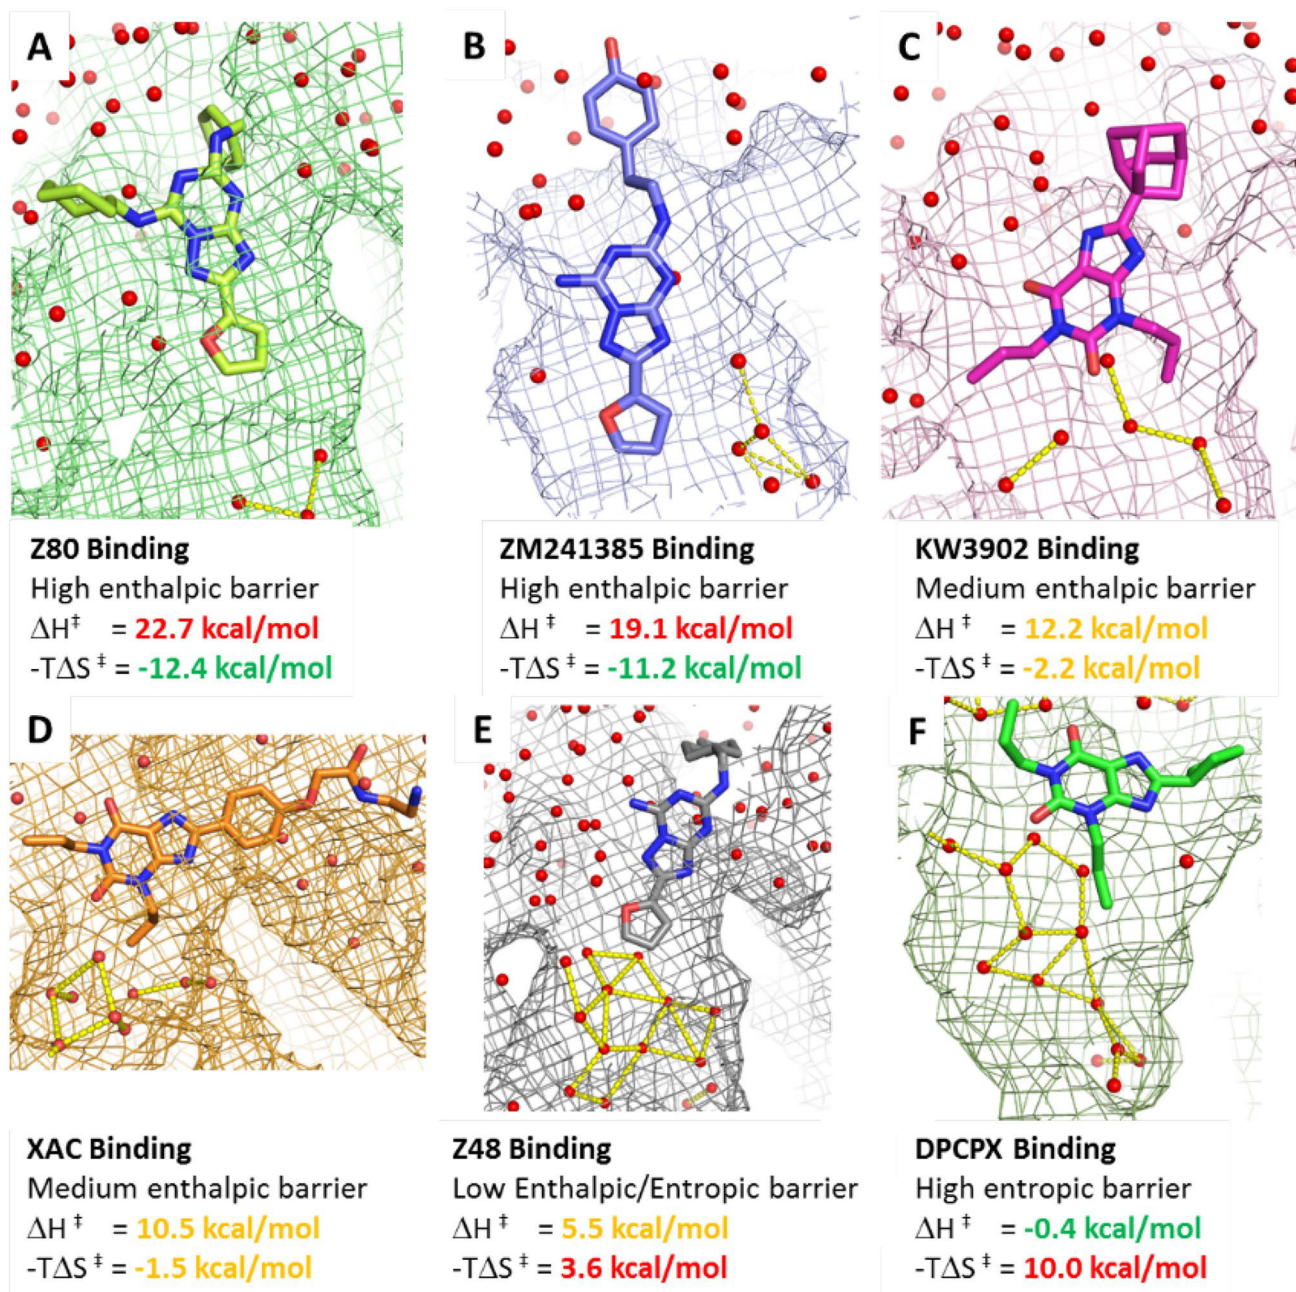 A
B
C
Z80 Binding
High enthalpic barrier
ΔH‡ = 22.7 kcal/mol
-TΔS‡ = -12.4 kcal/mol
ZM241385 Binding
High enthalpic barrier
ΔH‡ = 19.1 kcal/mol
-TΔS‡ = -11.2 kcal/mol
KW3902 Binding
Medium enthalpic barrier
ΔH‡ = 12.2 kcal/mol
-TΔS‡ = -2.2 kcal/mol
D
E
F
XAC Binding
Medium enthalpic barrier
ΔH‡ = 10.5 kcal/mol
-TΔS‡ = -1.5 kcal/mol
Z48 Binding
Low Enthalpic/Entropic barrier
ΔH‡ = 5.5 kcal/mol
-TΔS‡ = 3.6 kcal/mol
DPCPX Binding
High entropic barrier
ΔH‡ = -0.4 kcal/mol
-TΔS‡ = 10.0 kcal/mol